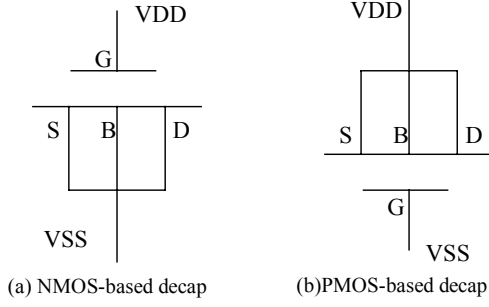 VDD
G
S B D
VSS
(a) NMOS-based decap
VDD
S B D
G
VSS
(b)PMOS-based decap